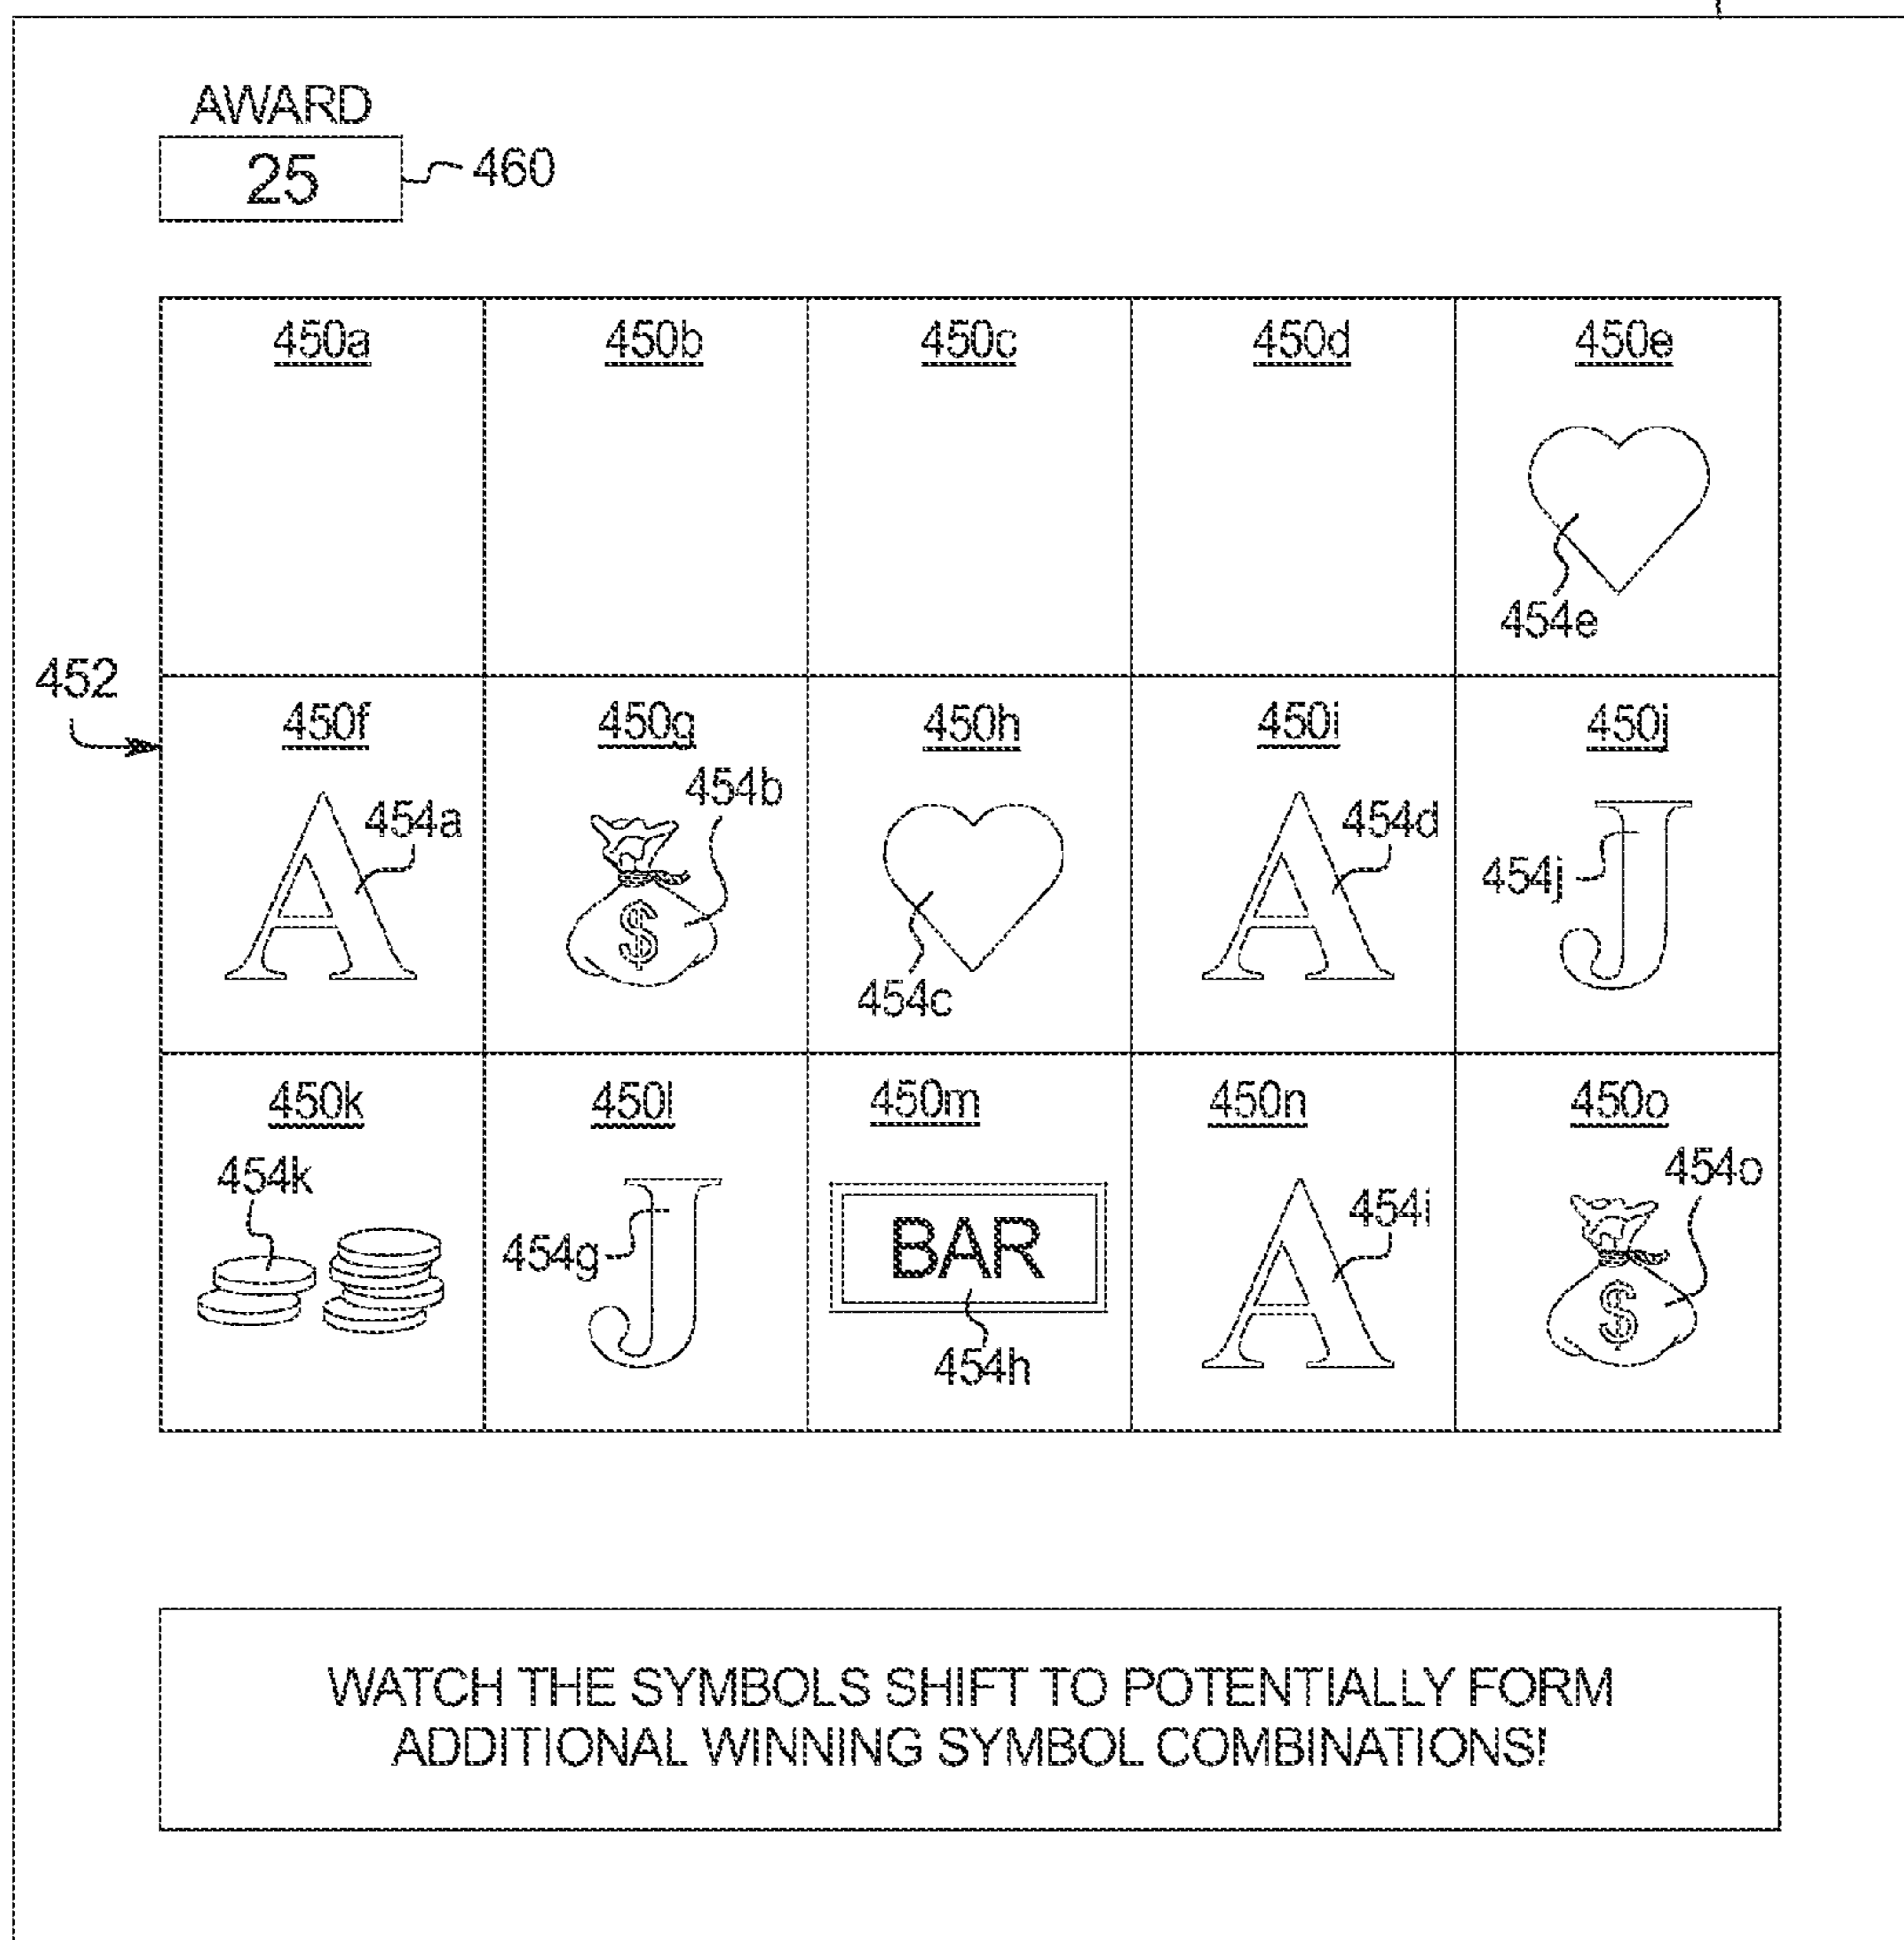 AWARD
25
460
450a 450b 450c 450d 450e
454e
452
450f 450g 450h 450i 450j
454a 454b 454c 454d 454j
A $ A J
450k 450l 450m 450n 450o
454k 454g 454h 454i 454o
J BAR A $
WATCH THE SYMBOLS SHIFT TO POTENTIALLY FORM
ADDITIONAL WINNING SYMBOL COMBINATIONS!